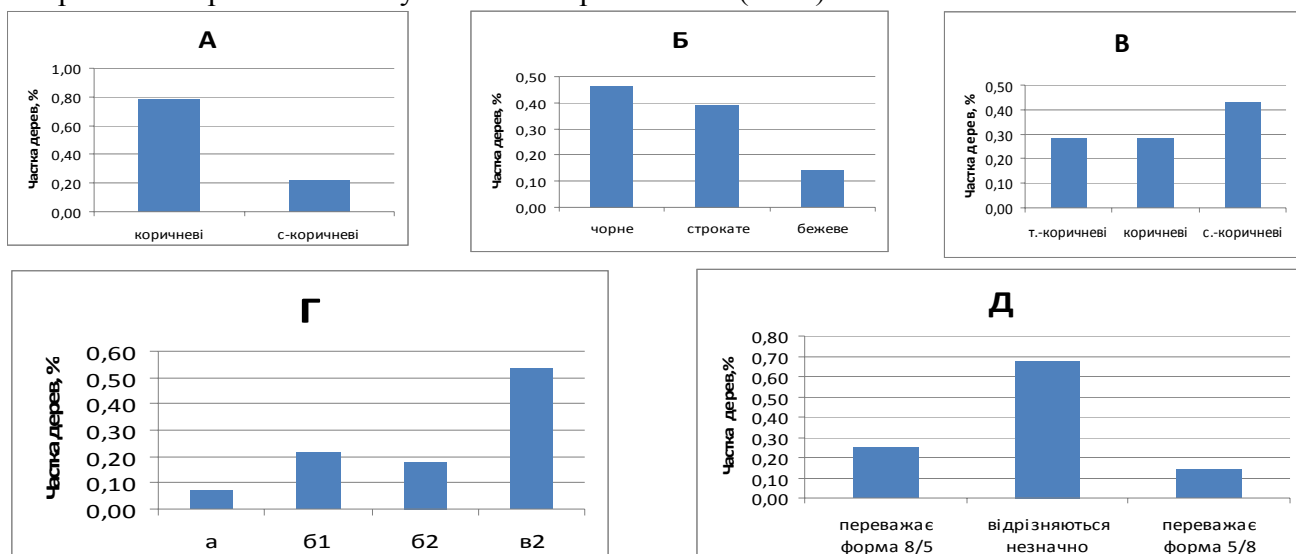 А
Частка дерев, %
1,00
0,80
0,60
0,40
0,20
0,00
коричневі
с-коричневі
Б
Частка дерев, %
0,50
0,40
0,30
0,20
0,10
0,00
чорне
строкате
бежеве
В
Частка дерев, %
0,50
0,40
0,30
0,20
0,10
0,00
т.-коричневі
коричневі
с.-коричневі
Г
Частка дерев, %
0,60
0,50
0,40
0,30
0,20
0,10
0,00
а
б1
б2
в2
Д
Частка дерев,%
0,80
0,70
0,60
0,50
0,40
0,30
0,20
0,10
0,00
переважає
форма 8/5
відрізняються
незначно
переважає
форма 5/8